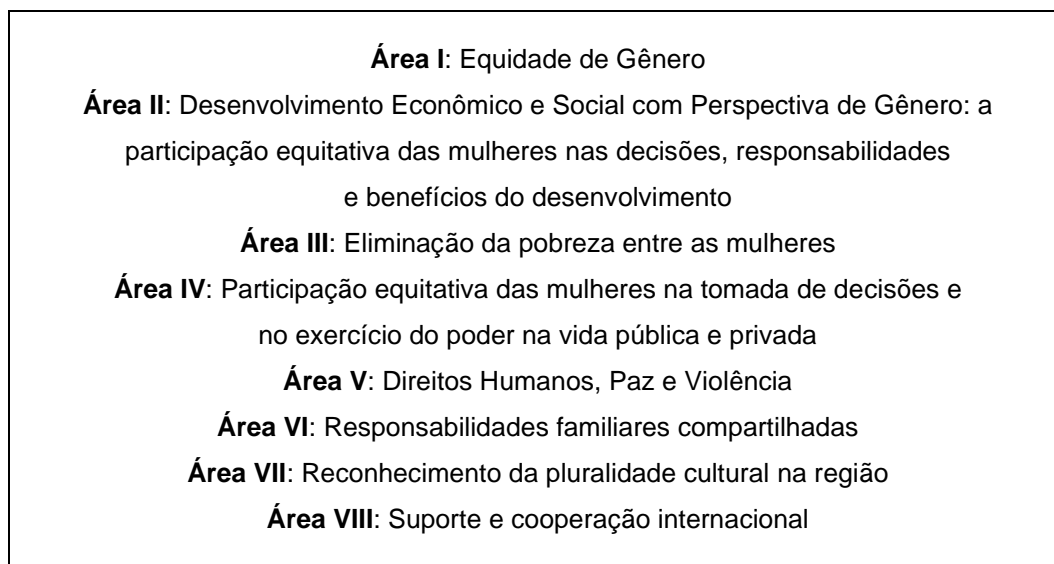 Área I: Equidade de Gênero
Área II: Desenvolvimento Econômico e Social com Perspectiva de Gênero: a
participação equitativa das mulheres nas decisões, responsabilidades
e benefícios do desenvolvimento
Área III: Eliminação da pobreza entre as mulheres
Área IV: Participação equitativa das mulheres na tomada de decisões e
no exercício do poder na vida pública e privada
Área V: Direitos Humanos, Paz e Violência
Área VI: Responsabilidades familiares compartilhadas
Área VII: Reconhecimento da pluralidade cultural na região
Área VIII: Suporte e cooperação internacional